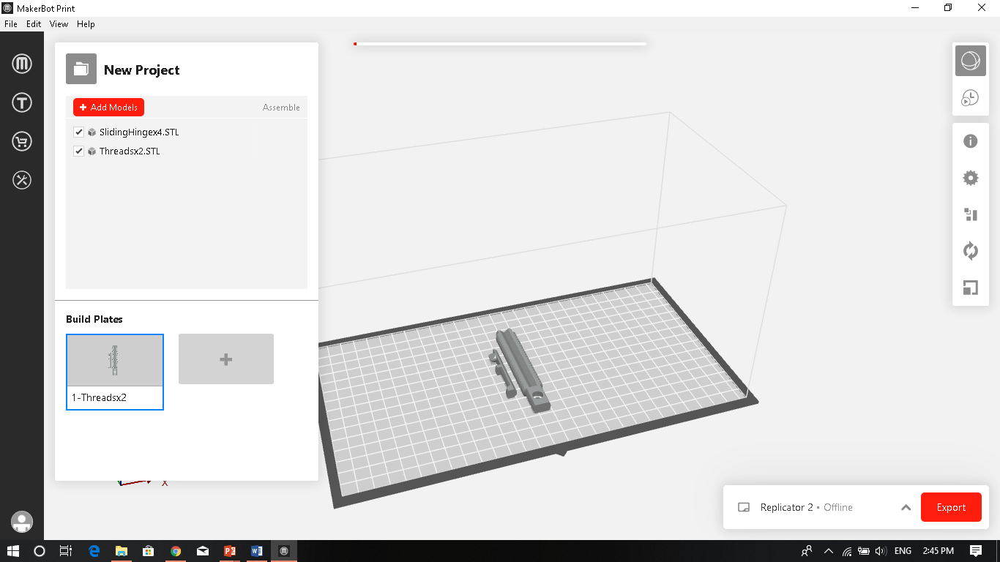 MakerBot Print
File Edit View Help
New Project
+ Add Models
Assemble
SlidingHingex4.STL
Threadsx2.STL
Build Plates
1-Threadsx2
X
Replicator 2 • Offline
Export
ENG
2:45 PM